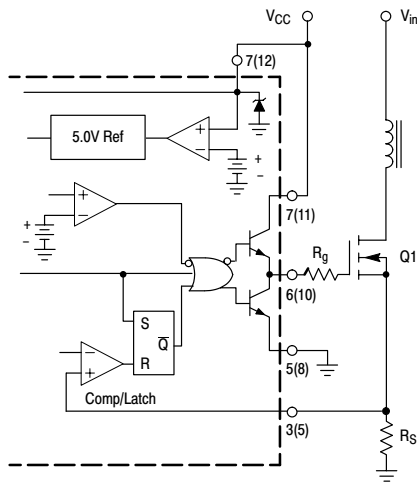 VCC
Vin
7(12)
5.0V Ref
+
−
+
−
7(11)
+
−
+
−
Rg
Q1
6(10)
S
Q
R
−
+
5(8)
Comp/Latch
3(5)
RS